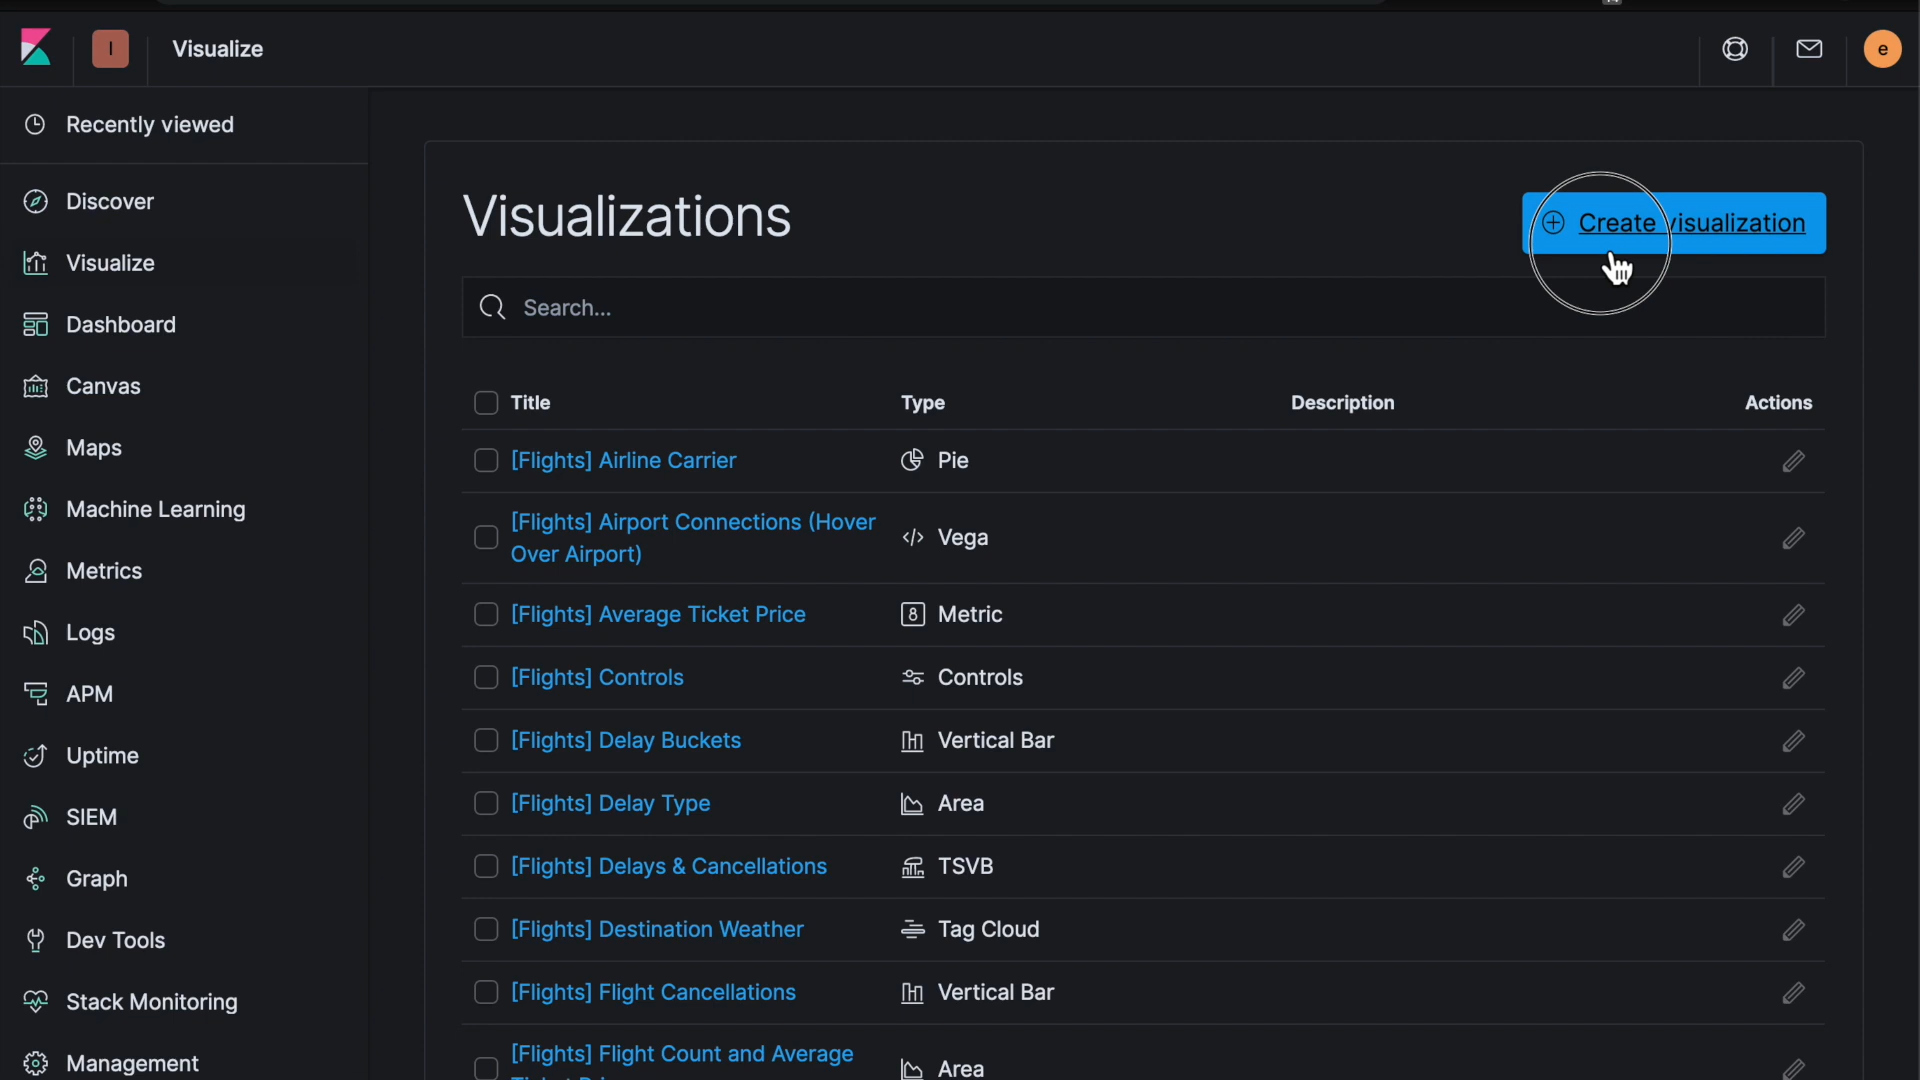 I
Visualize
e
Recently viewed
Discover
Visualize
Dashboard
Canvas
Maps
Machine Learning
Metrics
Logs
APM
Uptime
SIEM
Graph
Dev Tools
Stack Monitoring
Management
Visualizations
Create visualization
Search...
Title Type Description Actions
[Flights] Airline Carrier Pie
[Flights] Airport Connections (Hover
Over Airport) Vega
[Flights] Average Ticket Price 8 Metric
[Flights] Controls Controls
[Flights] Delay Buckets Vertical Bar
[Flights] Delay Type Area
[Flights] Delays & Cancellations TSVB
[Flights] Destination Weather Tag Cloud
[Flights] Flight Cancellations Vertical Bar
[Flights] Flight Count and Average
Area